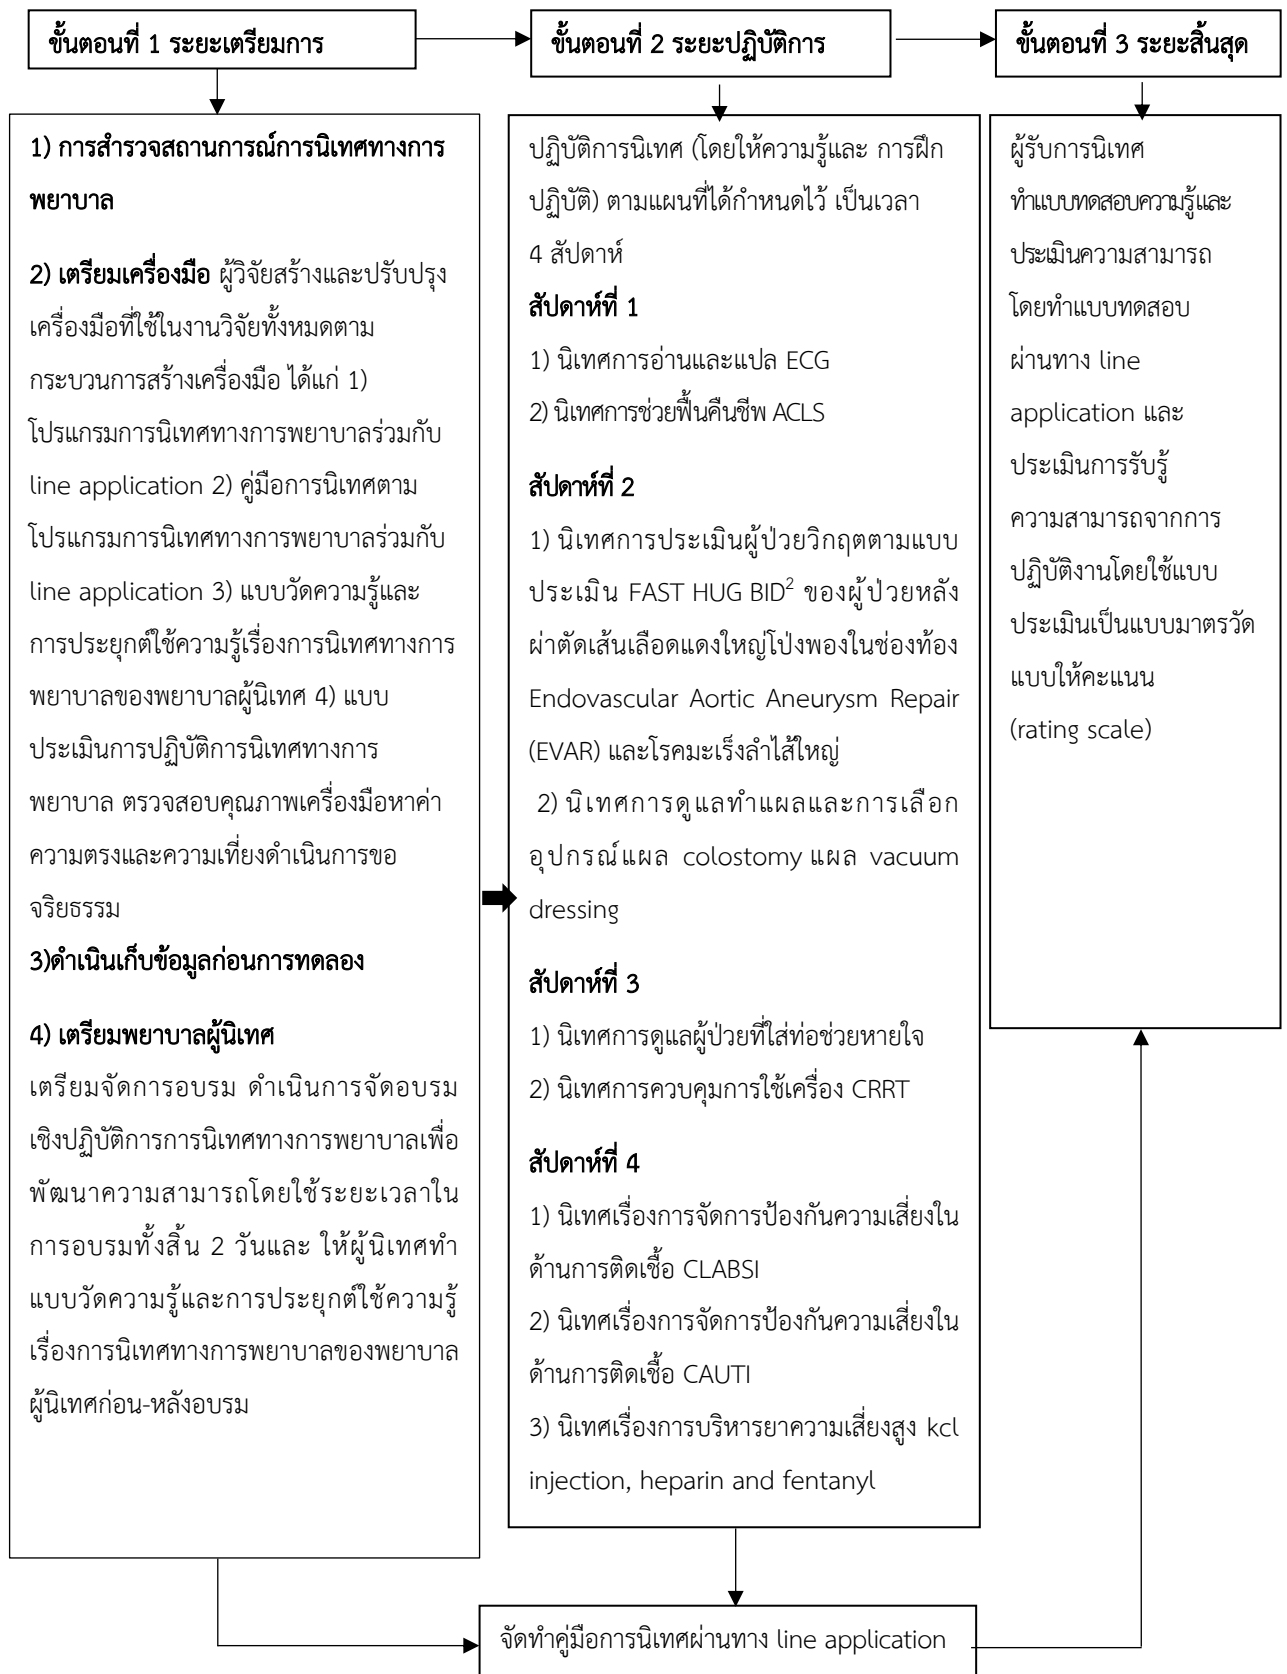 ขั้นตอนที่ 1 ระยะเตรียมการ
ขั้นตอนที่ 2 ระยะปฏิบัติการ
ขั้นตอนที่ 3 ระยะสิ้นสุด
1) การสำรวจสถานการณ์การนิเทศทางการ
พยาบาล
2) เตรียมเครื่องมือ ผู้วิจัยสร้างและปรับปรุง
เครื่องมือที่ใช้ในงานวิจัยทั้งหมดตาม
กระบวนการสร้างเครื่องมือ ได้แก่ 1)
โปรแกรมการนิเทศทางการพยาบาลร่วมกับ
line application 2) คู่มือการนิเทศตาม
โปรแกรมการนิเทศทางการพยาบาลร่วมกับ
line application 3) แบบวัดความรู้และ
การประยุกต์ใช้ความรู้เรื่องการนิเทศทางการ
พยาบาลของพยาบาลผู้นิเทศ 4) แบบ
ประเมินการปฏิบัติการนิเทศทางการ
พยาบาล ตรวจสอบคุณภาพเครื่องมือหาค่า
ความตรงและความเที่ยงดำเนินการขอ
จริยธรรม
3)ดำเนินเก็บข้อมูลก่อนการทดลอง
4) เตรียมพยาบาลผู้นิเทศ
เตรียมจัดการอบรม ดำเนินการจัดอบรม
เชิงปฏิบัติการการนิเทศทางการพยาบาลเพื่อ
พัฒนาความสามารถโดยใช้ระยะเวลาใน
การอบรมทั้งสิ้น 2 วันและ ให้ผู้นิเทศทำ
แบบวัดความรู้และการประยุกต์ใช้ความรู้
เรื่องการนิเทศทางการพยาบาลของพยาบาล
ผู้นิเทศก่อน-หลังอบรม
ปฏิบัติการนิเทศ (โดยให้ความรู้และ การฝึก
ปฏิบัติ) ตามแผนที่ได้กำหนดไว้ เป็นเวลา
4 สัปดาห์
สัปดาห์ที่ 1
1) นิเทศการอ่านและแปล ECG
2) นิเทศการช่วยฟื้นคืนชีพ ACLS
สัปดาห์ที่ 2
1) นิเทศการประเมินผู้ป่วยวิกฤตตามแบบ
ประเมิน FAST HUG BID² ของผู้ป่วยหลัง
ผ่าตัดเส้นเลือดแดงใหญ่โป่งพองในช่องท้อง
Endovascular Aortic Aneurysm Repair
(EVAR) และโรคมะเร็งลำไส้ใหญ่
2) นิเทศการดูแลทำแผลและการเลือก
อุปกรณ์แผล colostomy แผล vacuum
dressing
สัปดาห์ที่ 3
1) นิเทศการดูแลผู้ป่วยที่ใส่ท่อช่วยหายใจ
2) นิเทศการควบคุมการใช้เครื่อง CRRT
สัปดาห์ที่ 4
1) นิเทศเรื่องการจัดการป้องกันความเสี่ยงใน
ด้านการติดเชื้อ CLABSI
2) นิเทศเรื่องการจัดการป้องกันความเสี่ยงใน
ด้านการติดเชื้อ CAUTI
3) นิเทศเรื่องการบริหารยาความเสี่ยงสูง kcl
injection, heparin and fentanyl
ผู้รับการนิเทศ
ทำแบบทดสอบความรู้และ
ประเมินความสามารถ
โดยทำแบบทดสอบ
ผ่านทาง line
application และ
ประเมินการรับรู้
ความสามารถจากการ
ปฏิบัติงานโดยใช้แบบ
ประเมินเป็นแบบมาตรวัด
แบบให้คะแนน
(rating scale)
จัดทำคู่มือการนิเทศผ่านทาง line application